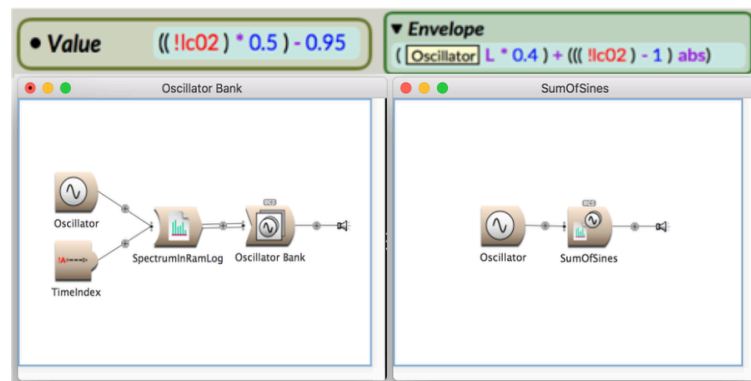 Value ((!lc02) * 0.5) - 0.95
Envelope
( Oscillator L * 0.4 ) + ((( !lc02 ) - 1 ) abs)
Oscillator Bank
SumOfSines
Oscillator
TimeIndex
!A
SpectrumInRamLog
Oscillator Bank
Oscillator
SumOfSines